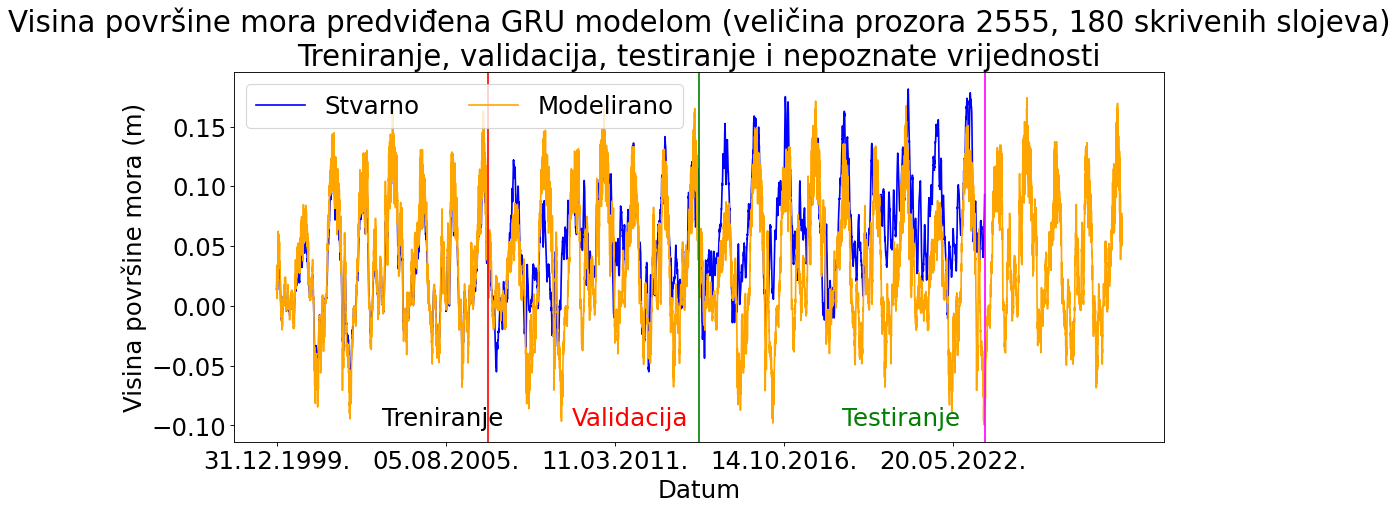 Visina površine mora predviđena GRU modelom (veličina prozora 2555, 180 skrivenih slojeva)
Treniranje, validacija, testiranje i nepoznate vrijednosti
Stvarno Modelirano
Visina površine mora (m)
0.15
0.10
0.05
0.00
−0.05
−0.10
Treniranje Validacija Testiranje
31.12.1999. 05.08.2005. 11.03.2011. 14.10.2016. 20.05.2022.
Datum